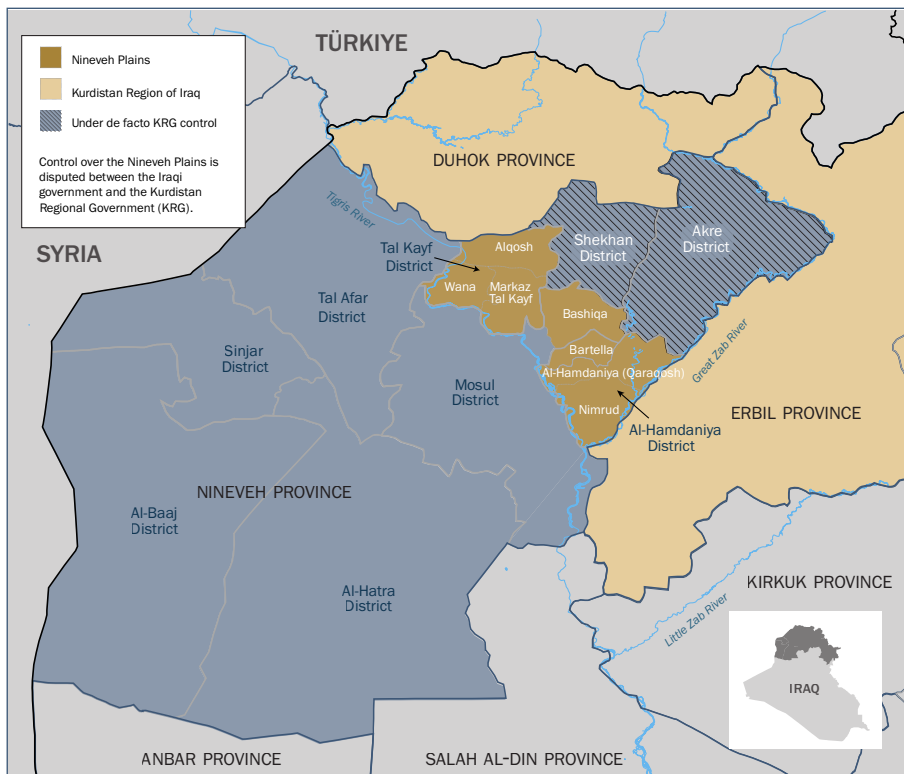 TÜRKİYE
Nineveh Plains
Kurdistan Region of Iraq
Under de facto KRG control
Control over the Nineveh Plains is
disputed between the Iraqi
government and the Kurdistan
Regional Government (KRG).
DUHOK PROVINCE
Tigris River
SYRIA
Tal Kayf
District
Alqosh
Shekhan
District
Akre
District
Wana
Markaz
Tal Kayf
Tal Afar
District
Bashiqa
Sinjar
District
Bartella
Great Zab River
Mosul
District
Al-Hamdaniya (Qaraqosh)
Nimrud
ERBIL PROVINCE
Al-Hamdaniya
District
NINEVEH PROVINCE
Al-Baaj
District
Al-Hatra
District
KIRKUK PROVINCE
Little Zab River
IRAQ
ANBAR PROVINCE
SALAH AL-DIN PROVINCE